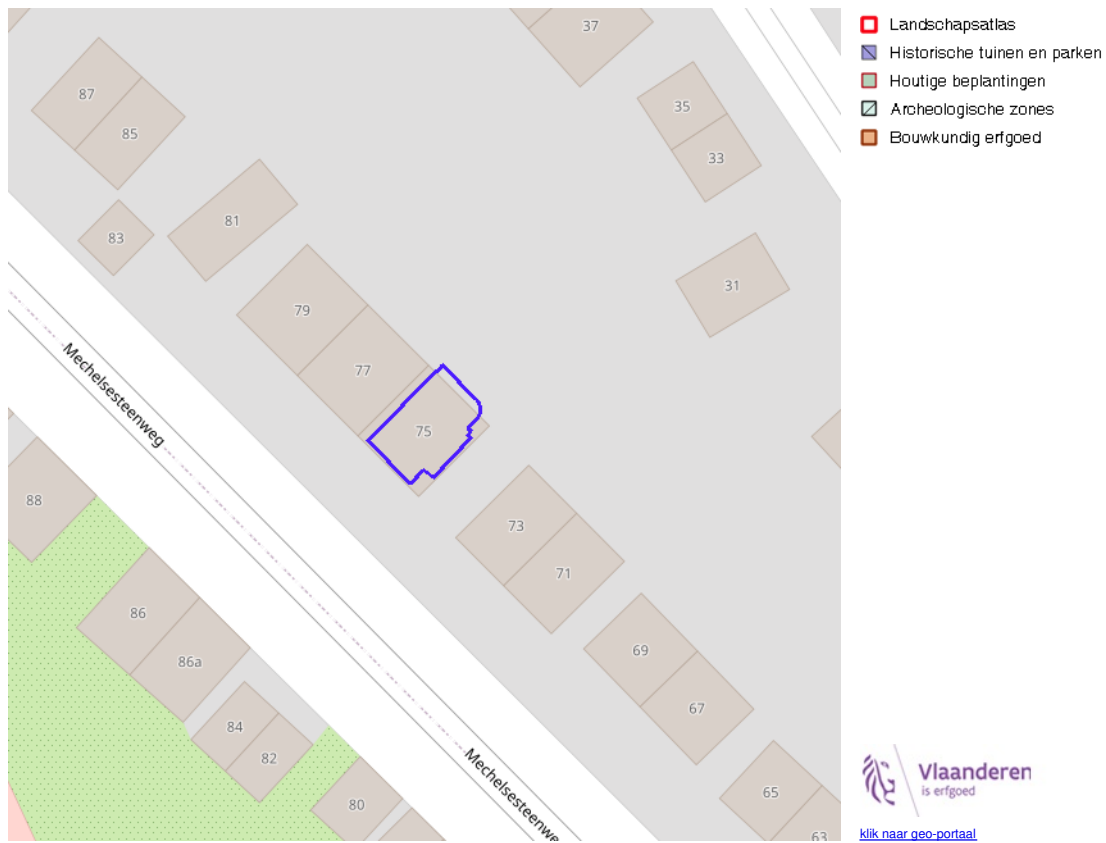 37
87
85
35
33
83
81
79
77
75
31
Mechelsesteenweg
88
73
71
86
86a
69
67
84
82
80
65
63
Mechelsesteenwe
Landschapsatlas
Historische tuinen en parken
Houtige beplantingen
Archeologische zones
Bouwkundig erfgoed
Vlaanderen
is erfgoed
klik naar geo-portaal